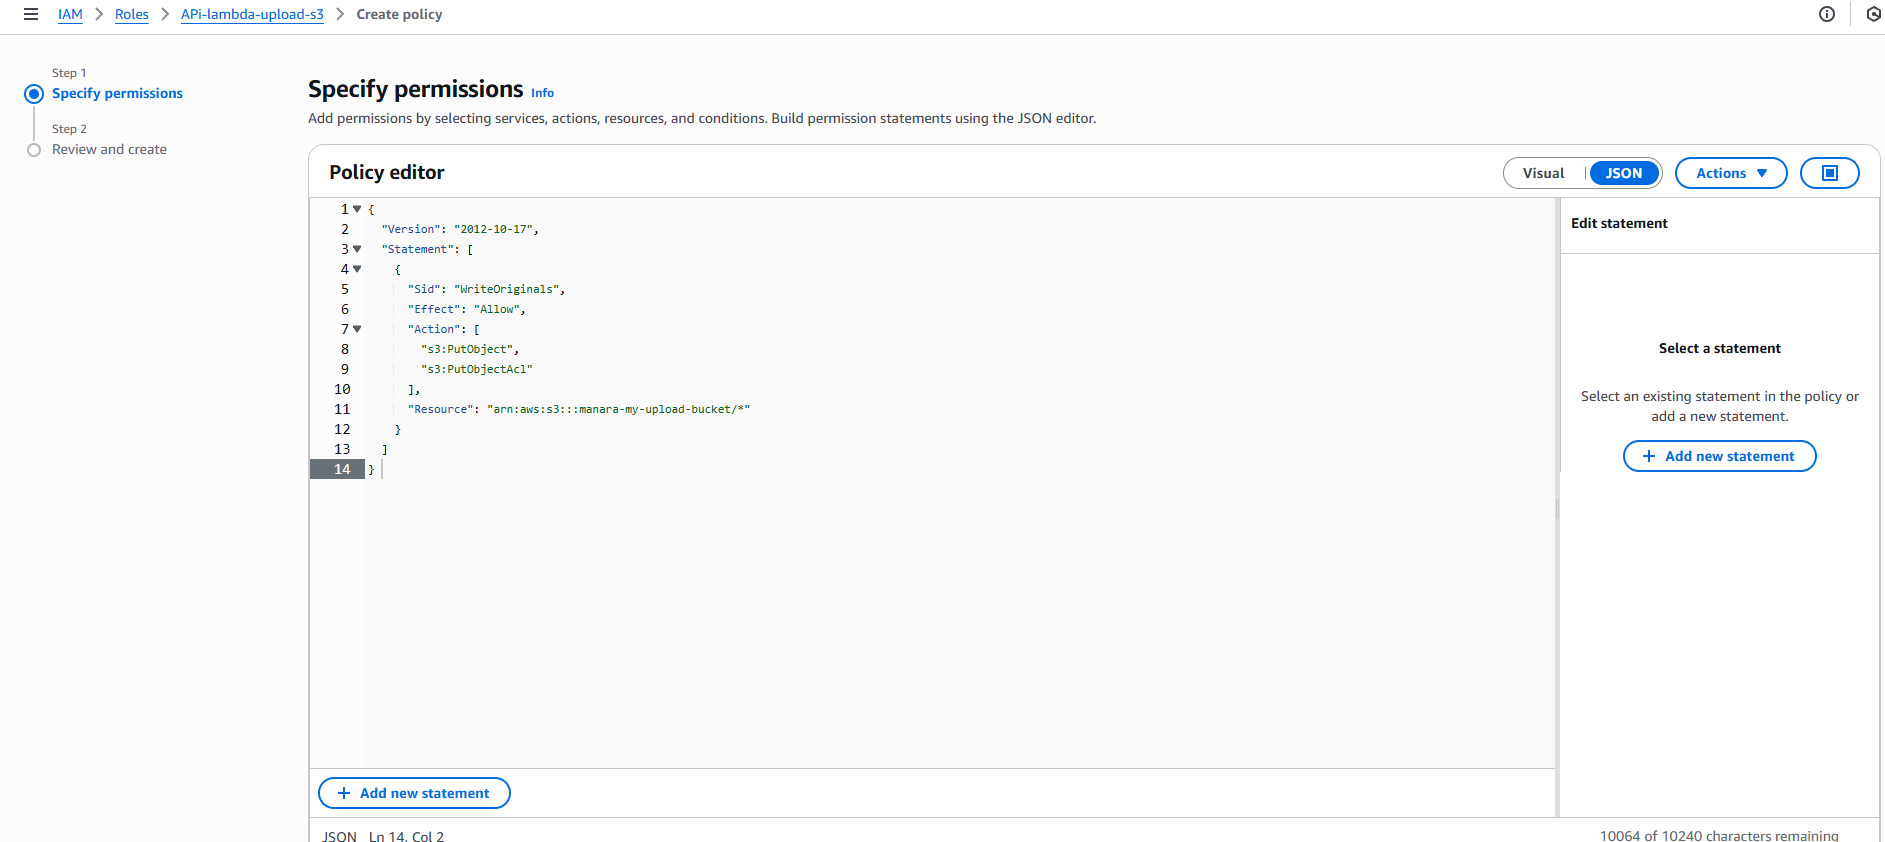 IAM > Roles > APi-lambda-upload-s3 > Create policy
Step 1
Specify permissions
Step 2
Review and create
Specify permissions Info
Add permissions by selecting services, actions, resources, and conditions. Build permission statements using the JSON editor.
Policy editor
Visual | JSON
Actions
1 {
2 "Version": "2012-10-17",
3 "Statement": [
4 {
5 "Sid": "WriteOriginals",
6 "Effect": "Allow",
7 "Action": [
8 "s3:PutObject",
9 "s3:PutObjectAcl"
10 ],
11 "Resource": "arn:aws:s3:::manara-my-upload-bucket/*"
12 }
13 ]
14 }
+ Add new statement
JSON Ln 14, Col 2
Edit statement
Select a statement
Select an existing statement in the policy or
add a new statement.
+ Add new statement
10064 of 10240 characters remaining